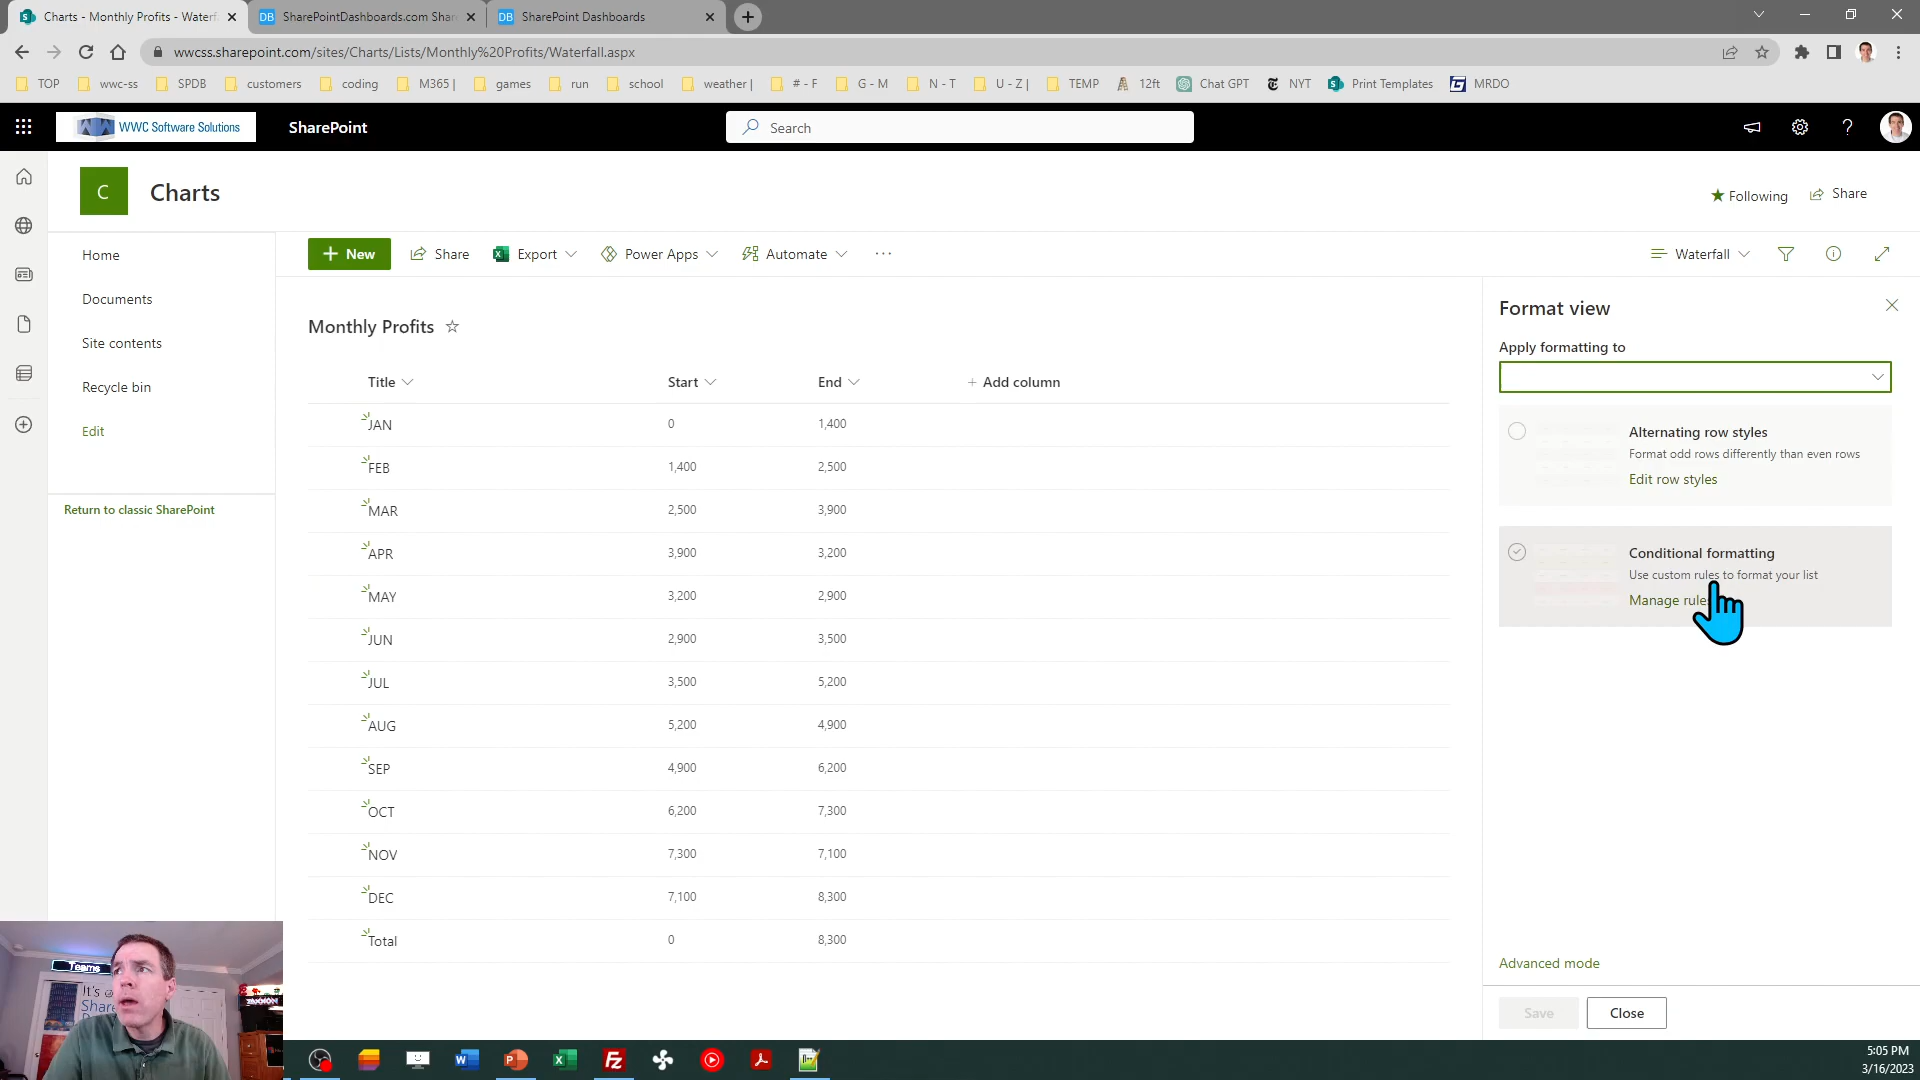 Charts - Monthly Profits - Waterf
DB SharePointDashboards.com Shar
DB SharePoint Dashboards
wwcss.sharepoint.com/sites/Charts/Lists/Monthly%20Profits/Waterfall.aspx
TOP wwc-ss SPDB customers coding M365 | games run school weather | # - F G - M N - T U - Z | TEMP 12ft Chat GPT NYT Print Templates MRDO
WWC Software Solutions SharePoint Search
C Charts Following Share
Home
Documents
Site contents
Recycle bin
Edit
Return to classic SharePoint
New Share Export Power Apps Automate ··· Waterfall
Monthly Profits
Title Start End + Add column
JAN 0 1,400
FEB 1,400 2,500
MAR 2,500 3,900
APR 3,900 3,200
MAY 3,200 2,900
JUN 2,900 3,500
JUL 3,500 5,200
AUG 5,200 4,900
SEP 4,900 6,200
OCT 6,200 7,300
NOV 7,300 7,100
DEC 7,100 8,300
Total 0 8,300
Format view
Apply formatting to
Alternating row styles
Format odd rows differently than even rows
Edit row styles
Conditional formatting
Use custom rules to format your list
Manage rule
Advanced mode
Save Close
Teams
It's
Share
5:05 PM
3/16/2023